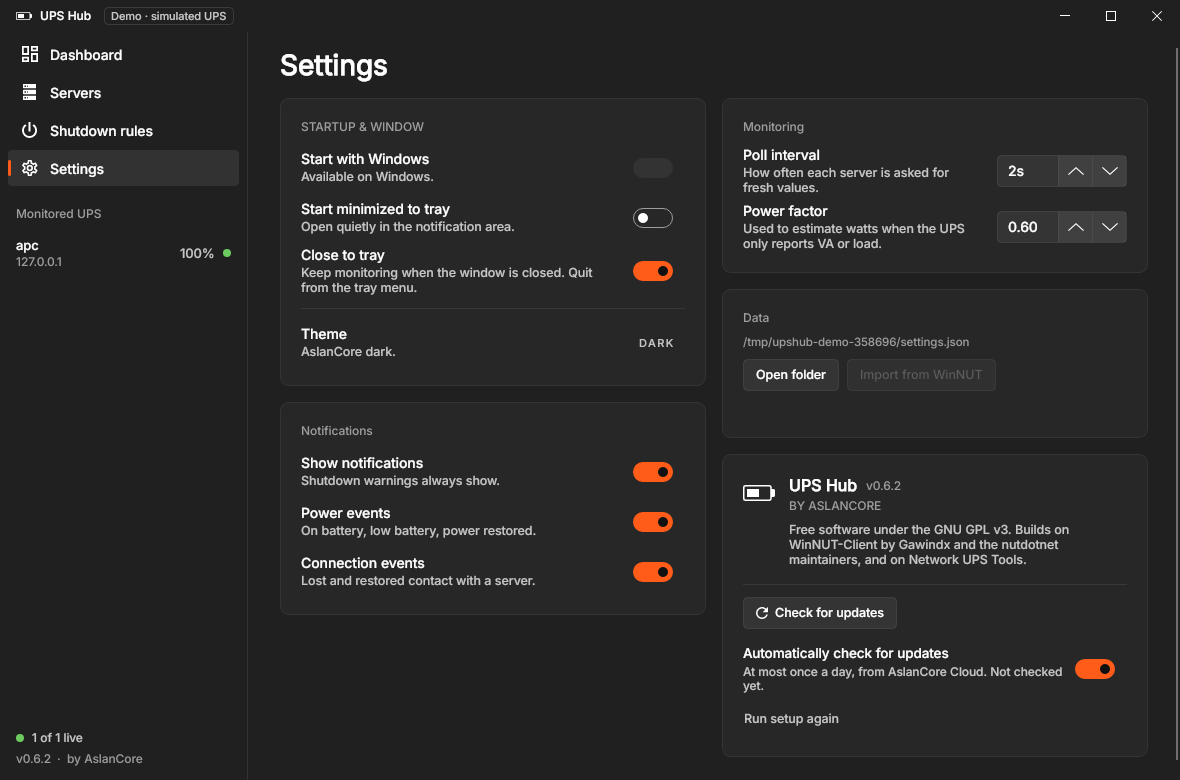 UPS Hub
Demo · simulated UPS
Dashboard
Servers
Shutdown rules
Settings
Monitored UPS
apc
127.0.0.1
100%
1 of 1 live
v0.6.2 · by AslanCore
Settings
STARTUP & WINDOW
Start with Windows
Available on Windows.
Start minimized to tray
Open quietly in the notification area.
Close to tray
Keep monitoring when the window is closed. Quit
from the tray menu.
Theme
AslanCore dark.
DARK
Notifications
Show notifications
Shutdown warnings always show.
Power events
On battery, low battery, power restored.
Connection events
Lost and restored contact with a server.
Monitoring
Poll interval
How often each server is asked for
fresh values.
2s
Power factor
Used to estimate watts when the UPS
only reports VA or load.
0.60
Data
/tmp/upshub-demo-358696/settings.json
Open folder
Import from WinNUT
UPS Hub v0.6.2
BY ASLANCORE
Free software under the GNU GPL v3. Builds on
WinNUT-Client by Gawindx and the nutdotnet
maintainers, and on Network UPS Tools.
Check for updates
Automatically check for updates
At most once a day, from AslanCore Cloud. Not checked
yet.
Run setup again